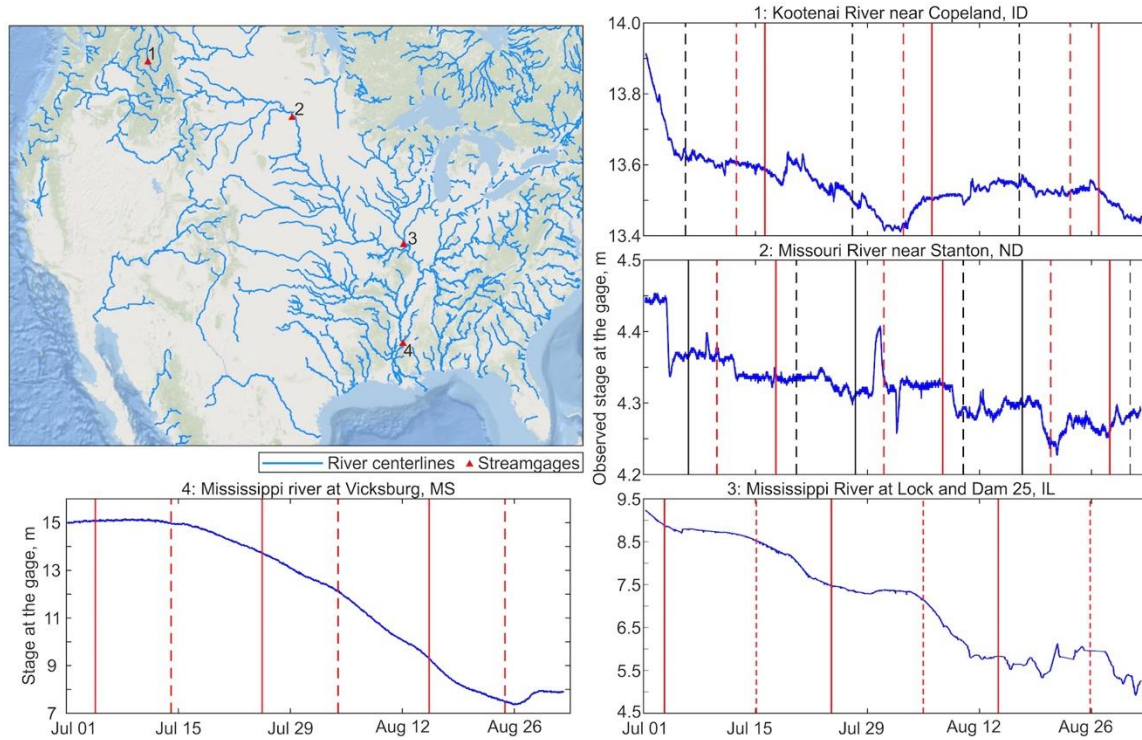 1
2
3
4
River centerlines Streamgages
1: Kootenai River near Copeland, ID
14.0
13.8
13.6
13.4
2: Missouri River near Stanton, ND
4.5
4.4
4.3
4.2
Observed stage at the gage, m
4: Mississippi river at Vicksburg, MS
15
13
11
9
7
Stage at the gage, m
Jul 01 Jul 15 Jul 29 Aug 12 Aug 26
3: Mississippi River at Lock and Dam 25, IL
9.5
8.5
7.5
6.5
5.5
4.5
Jul 01 Jul 15 Jul 29 Aug 12 Aug 26